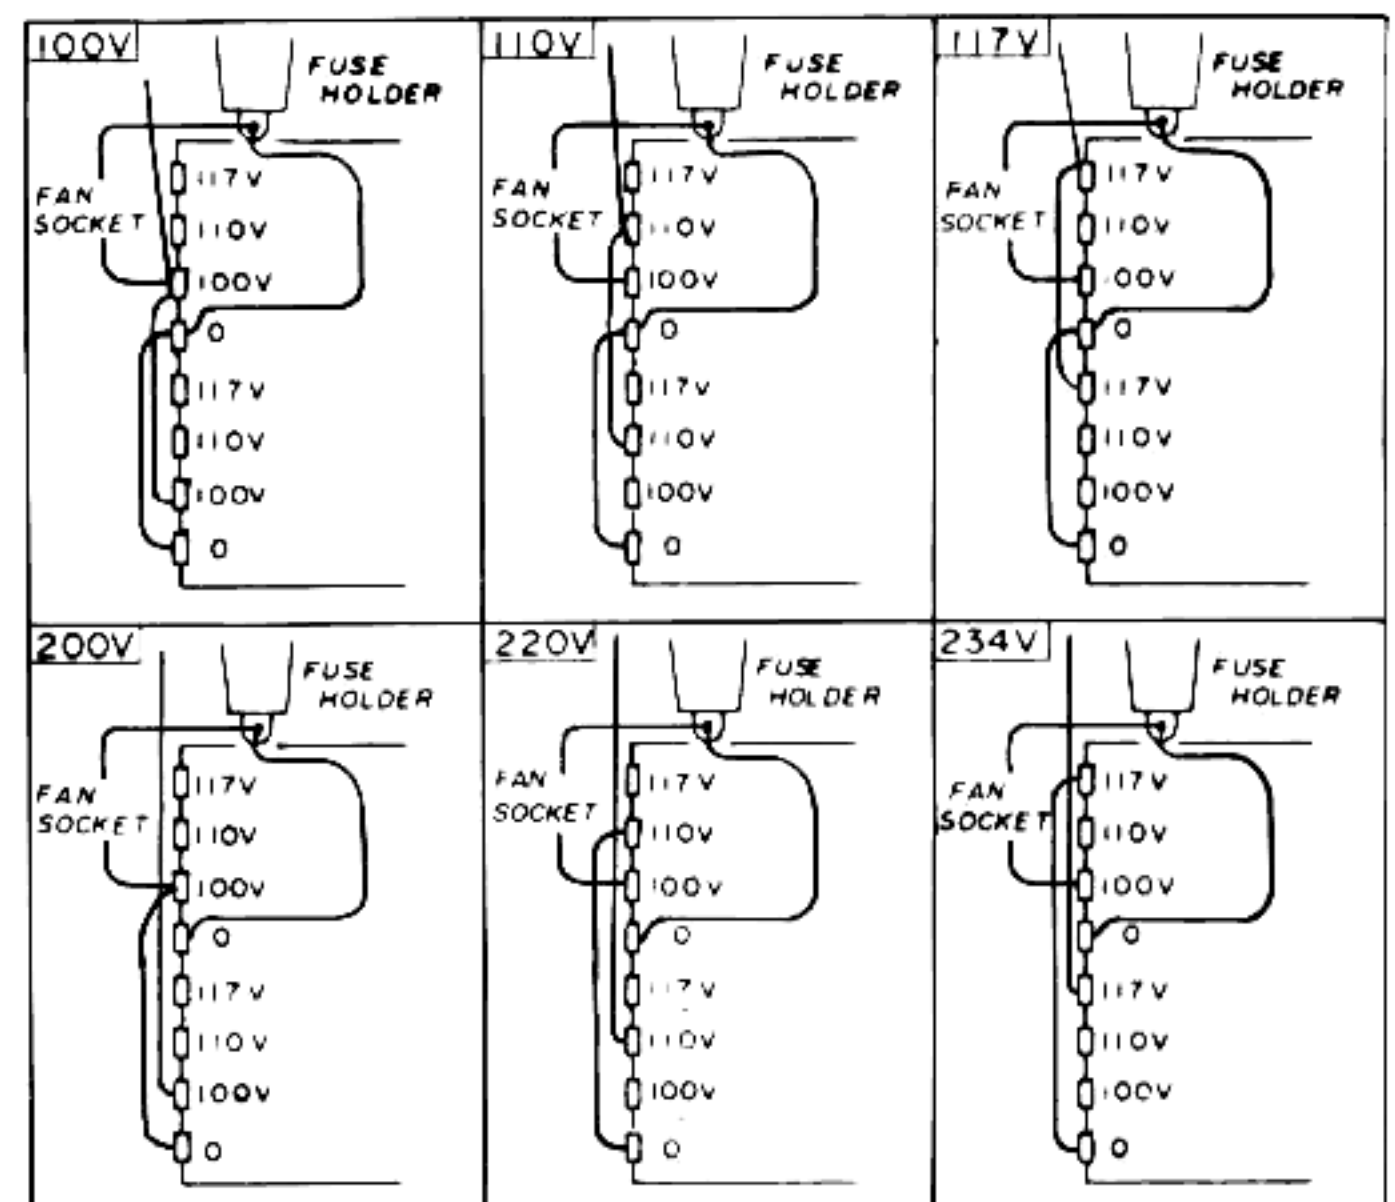 100V
FUSE
HOLDER
FAN
SOCKET
117V
110V
100V
0
117V
110V
100V
0
110V
FUSE
HOLDER
FAN
SOCKET
117V
110V
100V
0
117V
110V
100V
0
117V
FUSE
HOLDER
FAN
SOCKET
117V
110V
100V
0
117V
110V
100V
0
200V
FUSE
HOLDER
FAN
SOCKET
117V
110V
100V
0
117V
110V
100V
0
220V
FUSE
HOLDER
FAN
SOCKET
117V
110V
100V
0
117V
110V
100V
0
234V
FUSE
HOLDER
FAN
SOCKET
117V
110V
100V
0
117V
110V
100V
0